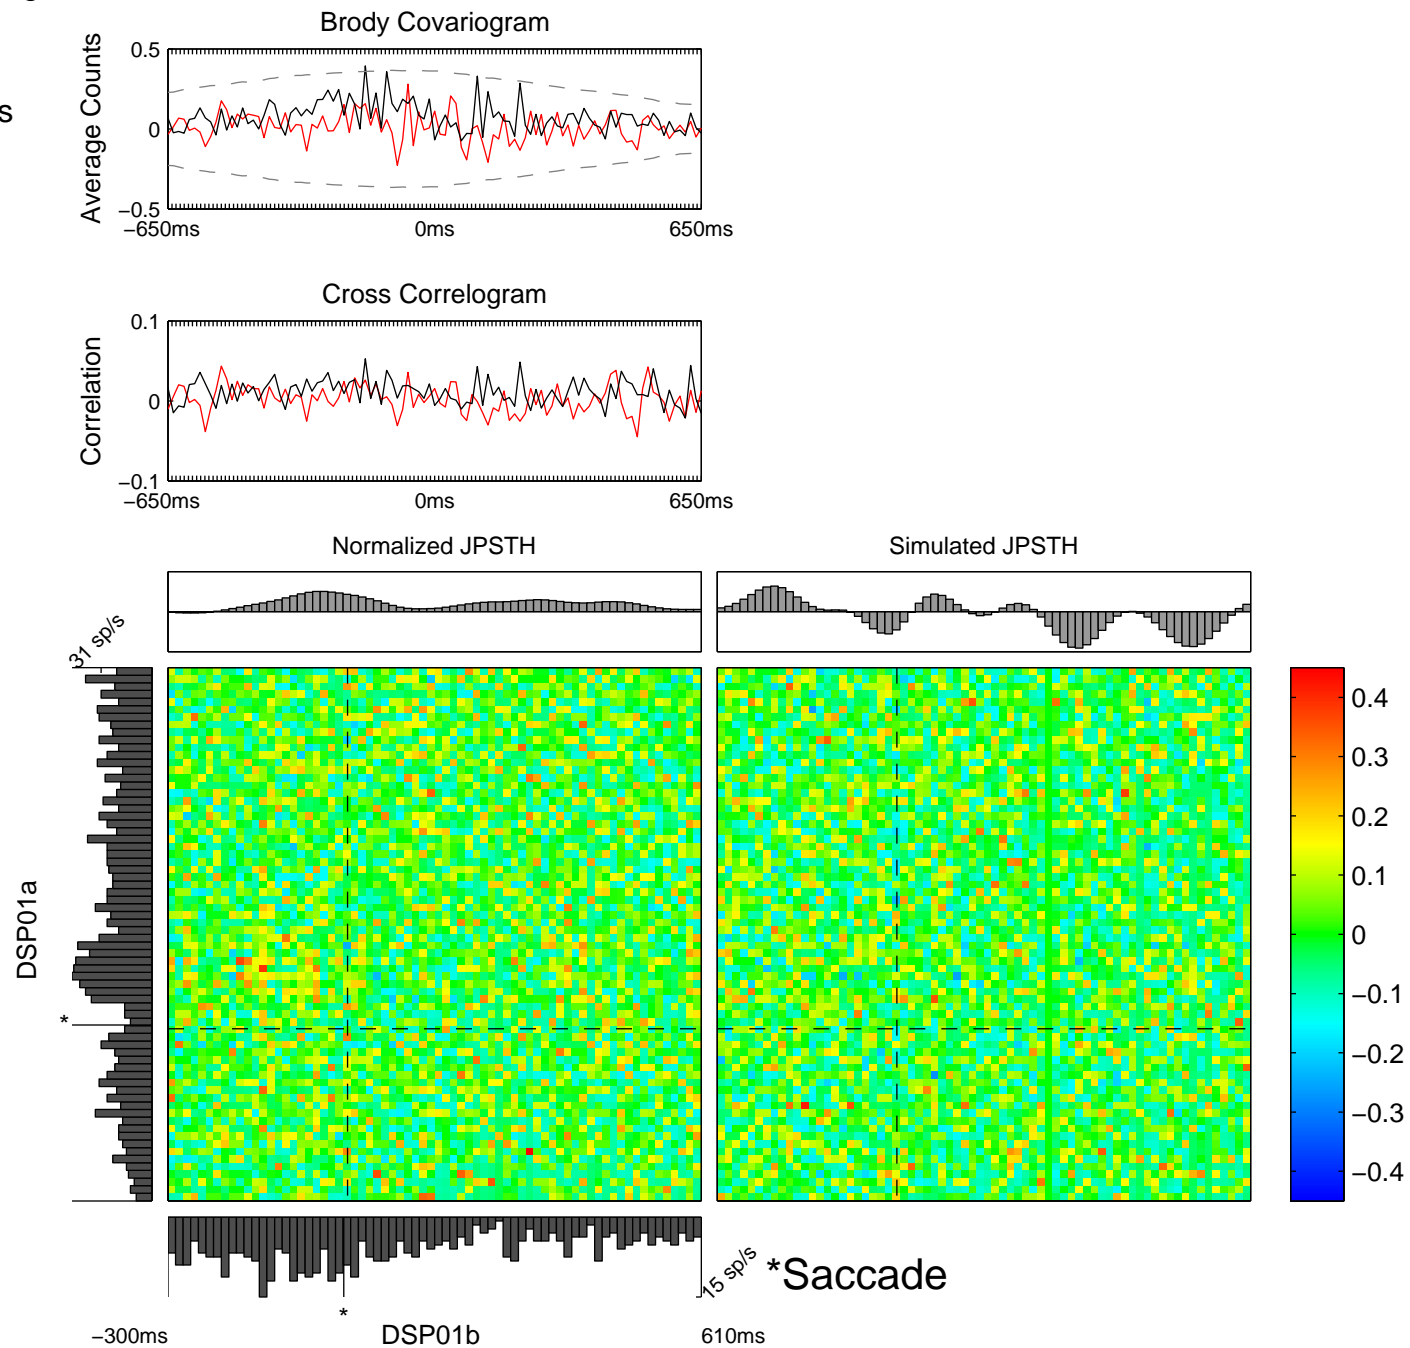 g
Brody Covariogram
Average Counts
0.5
s
0
−0.5
−650ms
0ms
650ms
Cross Correlogram
Correlation
0.1
0
−0.1
−650ms
0ms
650ms
Normalized JPSTH
Simulated JPSTH
31 sp/s
DSP01a
*
0.4
0.3
0.2
0.1
0
−0.1
−0.2
−0.3
−0.4
15 sp/s
*Saccade
*
−300ms
DSP01b
610ms